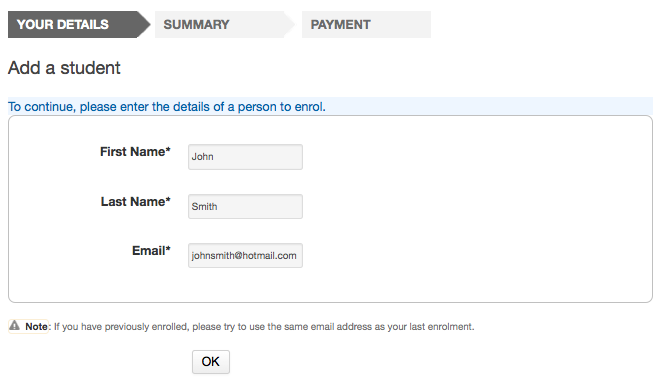 YOUR DETAILS SUMMARY PAYMENT
Add a student
To continue, please enter the details of a person to enrol.
First Name* John
Last Name* Smith
Email* johnsmith@hotmail.com
Note: If you have previously enrolled, please try to use the same email address as your last enrolment.
OK